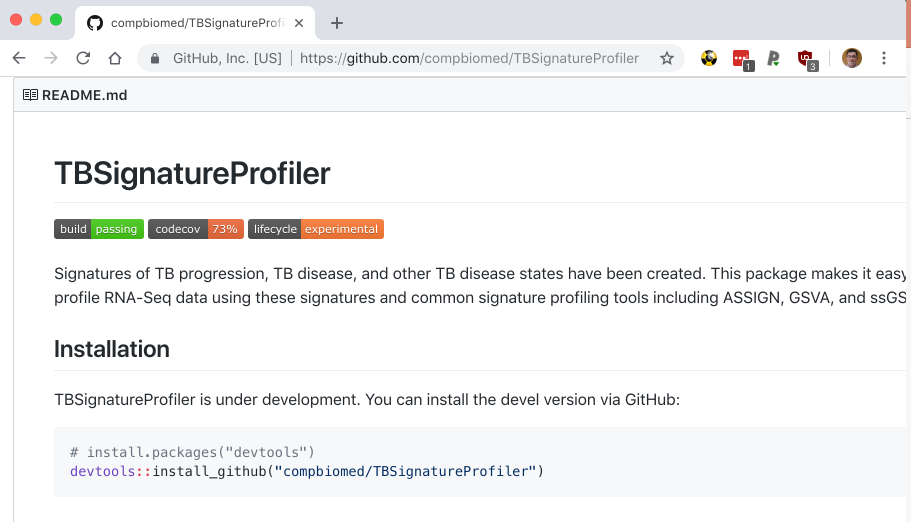 compbiomed/TBSignatureProfi
GitHub, Inc. [US] | https://github.com/compbiomed/TBSignatureProfiler
1
3
README.md
TBSignatureProfiler
build passing codecov 73% lifecycle experimental
Signatures of TB progression, TB disease, and other TB disease states have been created. This package makes it easy
profile RNA-Seq data using these signatures and common signature profiling tools including ASSIGN, GSVA, and ssGS
Installation
TBSignatureProfiler is under development. You can install the devel version via GitHub:
# install.packages("devtools")
devtools::install_github("compbiomed/TBSignatureProfiler")